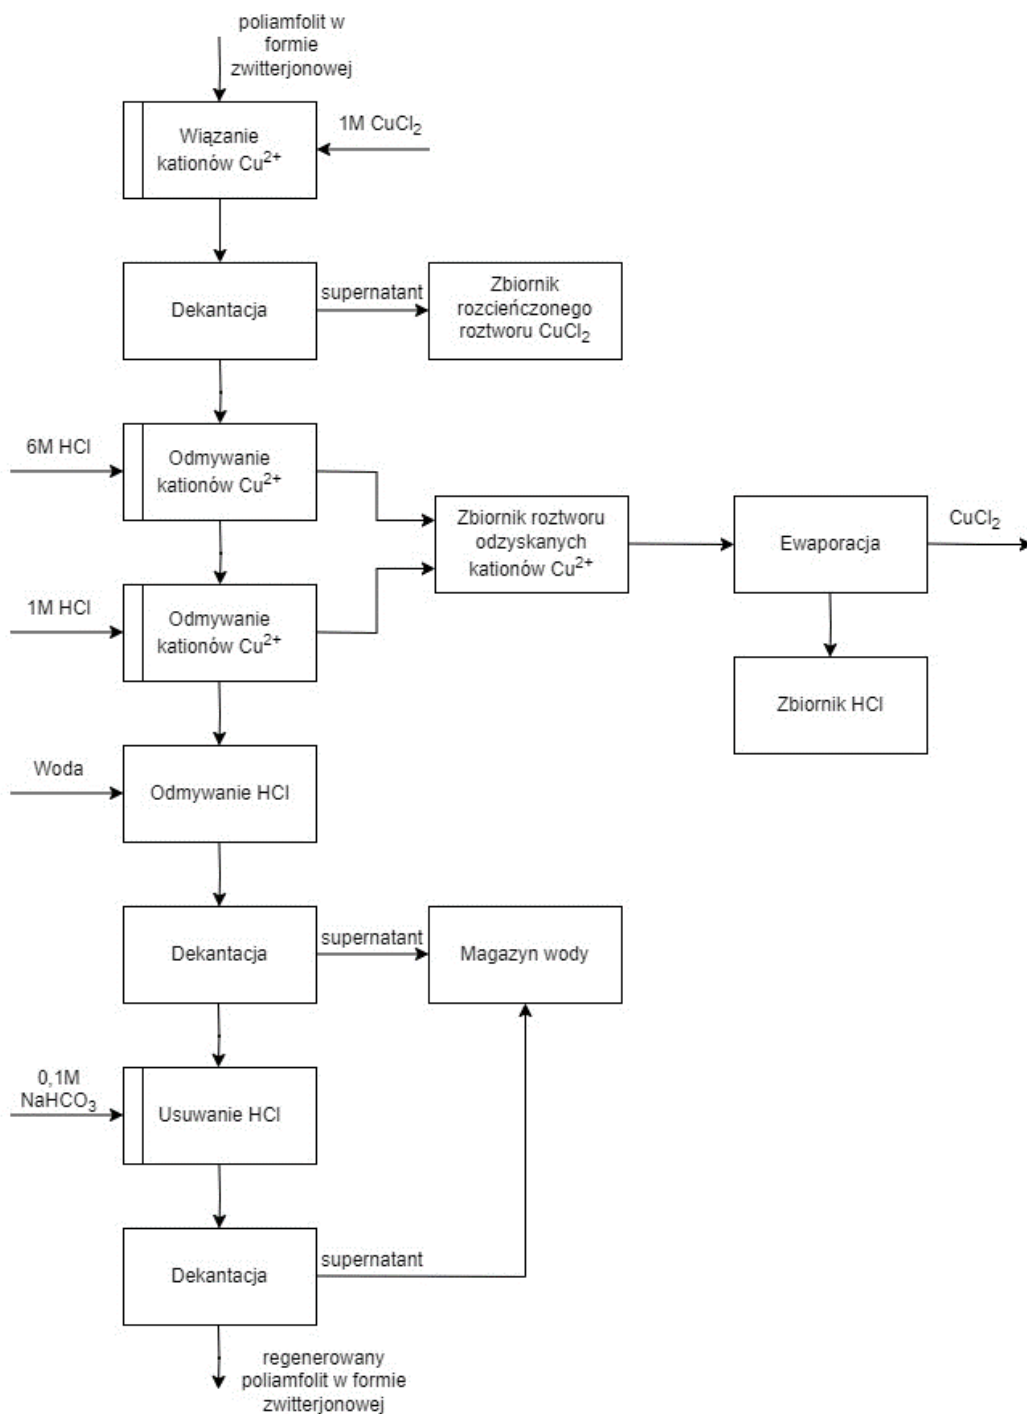 poliamfolit w
formie
zwitterjonowej
Wiązanie
kationów Cu²⁺
1M CuCl₂
Dekantacja
supernatant
Zbiornik
rozcieńczonego
roztworu CuCl₂
6M HCl
Odmywanie
kationów Cu²⁺
Zbiornik roztworu
odzyskanych
kationów Cu²⁺
Ewaporacja
CuCl₂
1M HCl
Odmywanie
kationów Cu²⁺
Zbiornik HCl
Woda
Odmywanie HCl
Dekantacja
supernatant
Magazyn wody
0,1M
NaHCO₃
Usuwanie HCl
Dekantacja
supernatant
regenerowany
poliamfolit w formie
zwitterjonowej